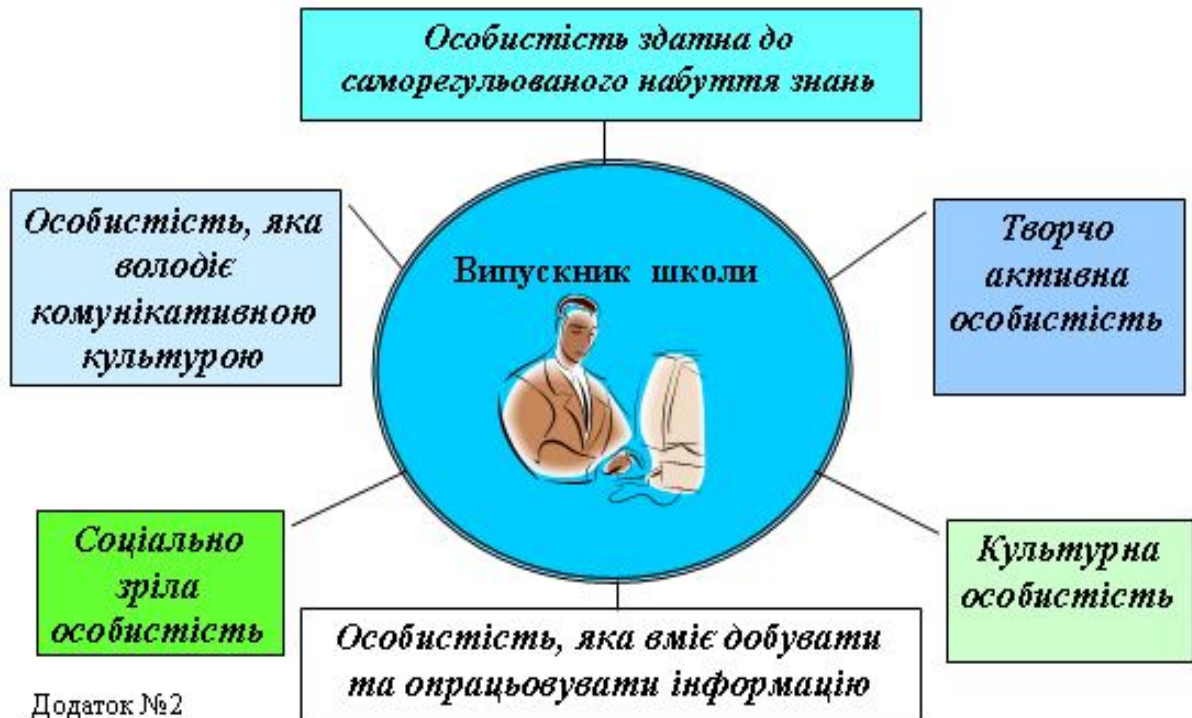 Особистість здатна до
саморегульованого набуття знань
Особистість, яка
володіє
комунікативною
культурою
Випускник школи
Творчо
активна
особистість
Соціально
зріла
особистість
Культурна
особистість
Особистість, яка вміє добувати
та опрацьовувати інформацію
Додаток №2